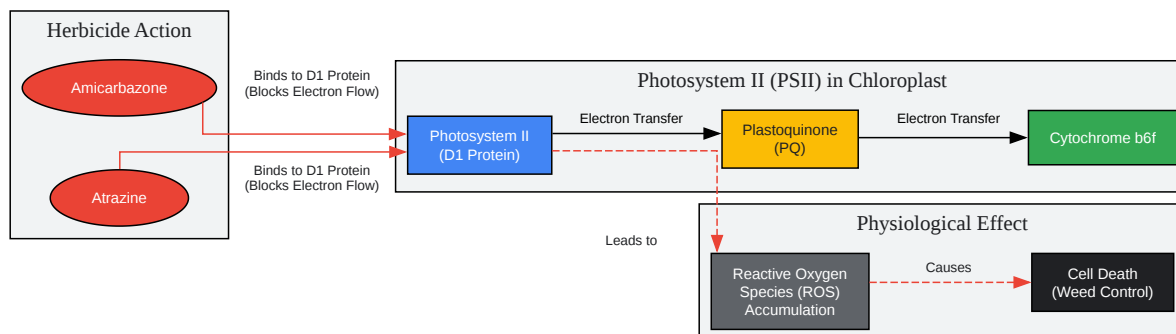 Herbicide Action
Amicarbazone
Atrazine
Binds to D1 Protein
(Blocks Electron Flow)
Binds to D1 Protein
(Blocks Electron Flow)
Photosystem II (PSII) in Chloroplast
Photosystem II
(D1 Protein)
Electron Transfer
Plastoquinone
(PQ)
Electron Transfer
Cytochrome b6f
Leads to
Physiological Effect
Reactive Oxygen
Species (ROS)
Accumulation
Causes
Cell Death
(Weed Control)